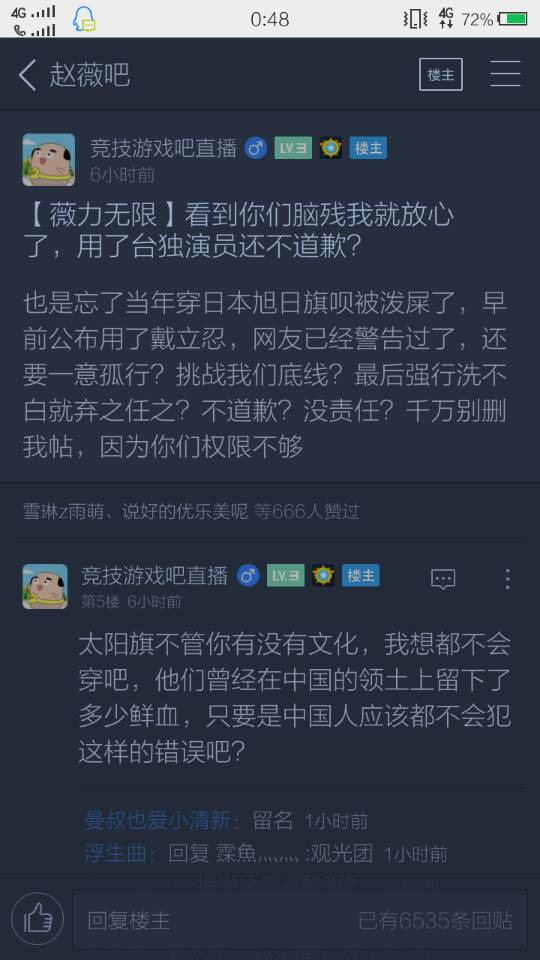 4G
0:48
4G 72%
赵薇吧 楼主
竞技游戏吧直播 LV.3 楼主
6小时前
【薇力无限】看到你们脑残我就放心
了，用了台独演员还不道歉？
也是忘了当年穿日本旭日旗呗被泼屎了，早
前公布用了戴立忍，网友已经警告过了，还
要一意孤行？挑战我们底线？最后强行洗不
白就弃之任之？不道歉？没责任？千万别删
我帖，因为你们权限不够
雪琳z雨萌、说好的优乐美呢 等666人赞过
竞技游戏吧直播 LV.3 楼主
第5楼 6小时前
太阳旗不管你有没有文化，我想都不会
穿吧，他们曾经在中国的领土上留下了
多少鲜血，只要是中国人应该都不会犯
这样的错误吧？
曼叔也爱小清新：留名 1小时前
浮生曲：回复 霂魚灬灬 :观光团 1小时前
回复楼主 已有6535条回贴